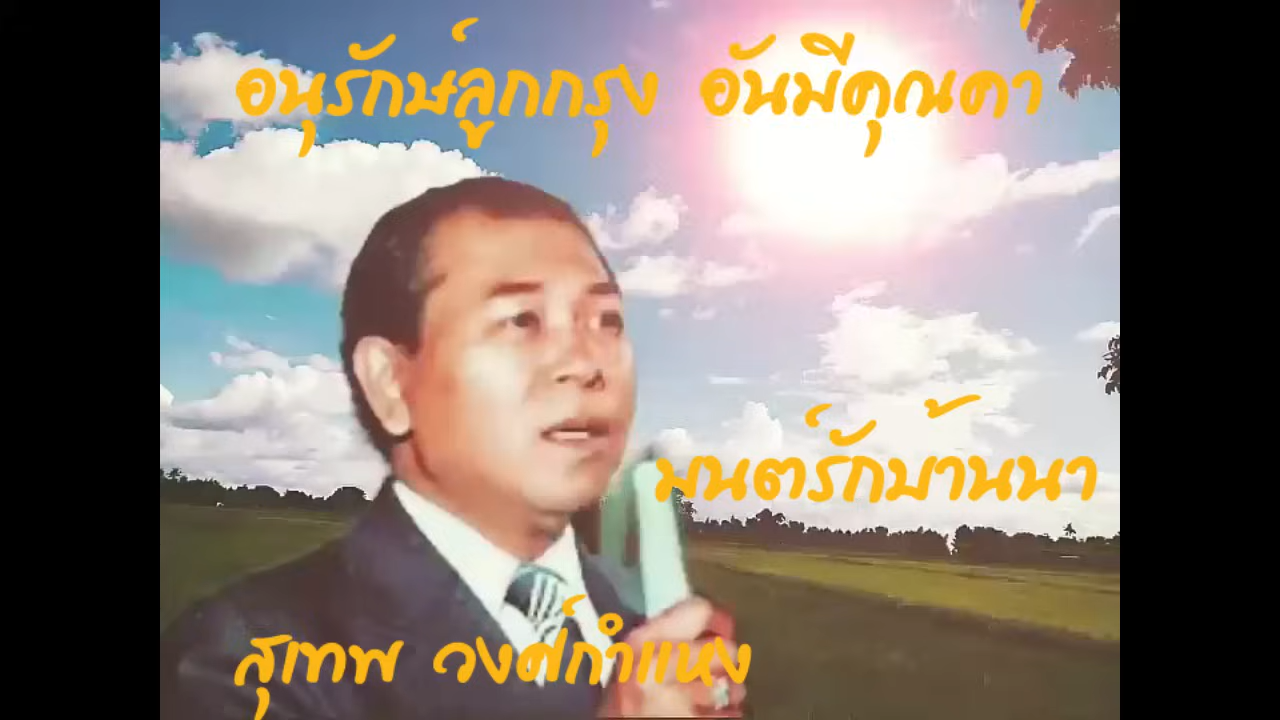 อนุรักษ์ลูกกรุง อันมีคุณค่า
มนต์รักบ้านนา
สุเทพ วงศ์กำแหง